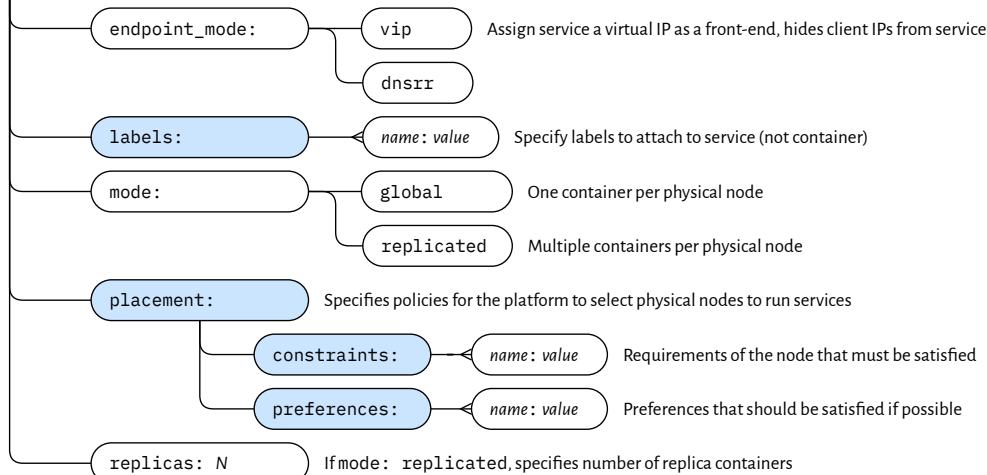 endpoint_mode: vip Assign service a virtual IP as a front-end, hides client IPs from service
dnsrr
labels: name: value Specify labels to attach to service (not container)
mode: global One container per physical node
replicated Multiple containers per physical node
placement: Specifies policies for the platform to select physical nodes to run services
constraints: name: value Requirements of the node that must be satisfied
preferences: name: value Preferences that should be satisfied if possible
replicas: N If mode: replicated, specifies number of replica containers